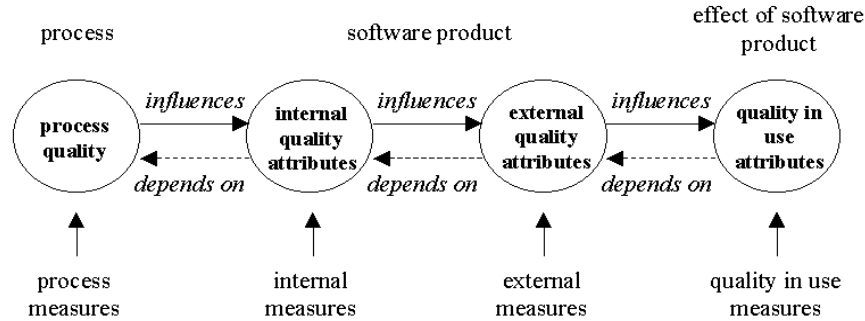 process
software product
effect of software
product
influences
influences
influences
process
quality
internal
quality
attributes
external
quality
attributes
quality in
use
attributes
depends on
depends on
depends on
process
measures
internal
measures
external
measures
quality in use
measures